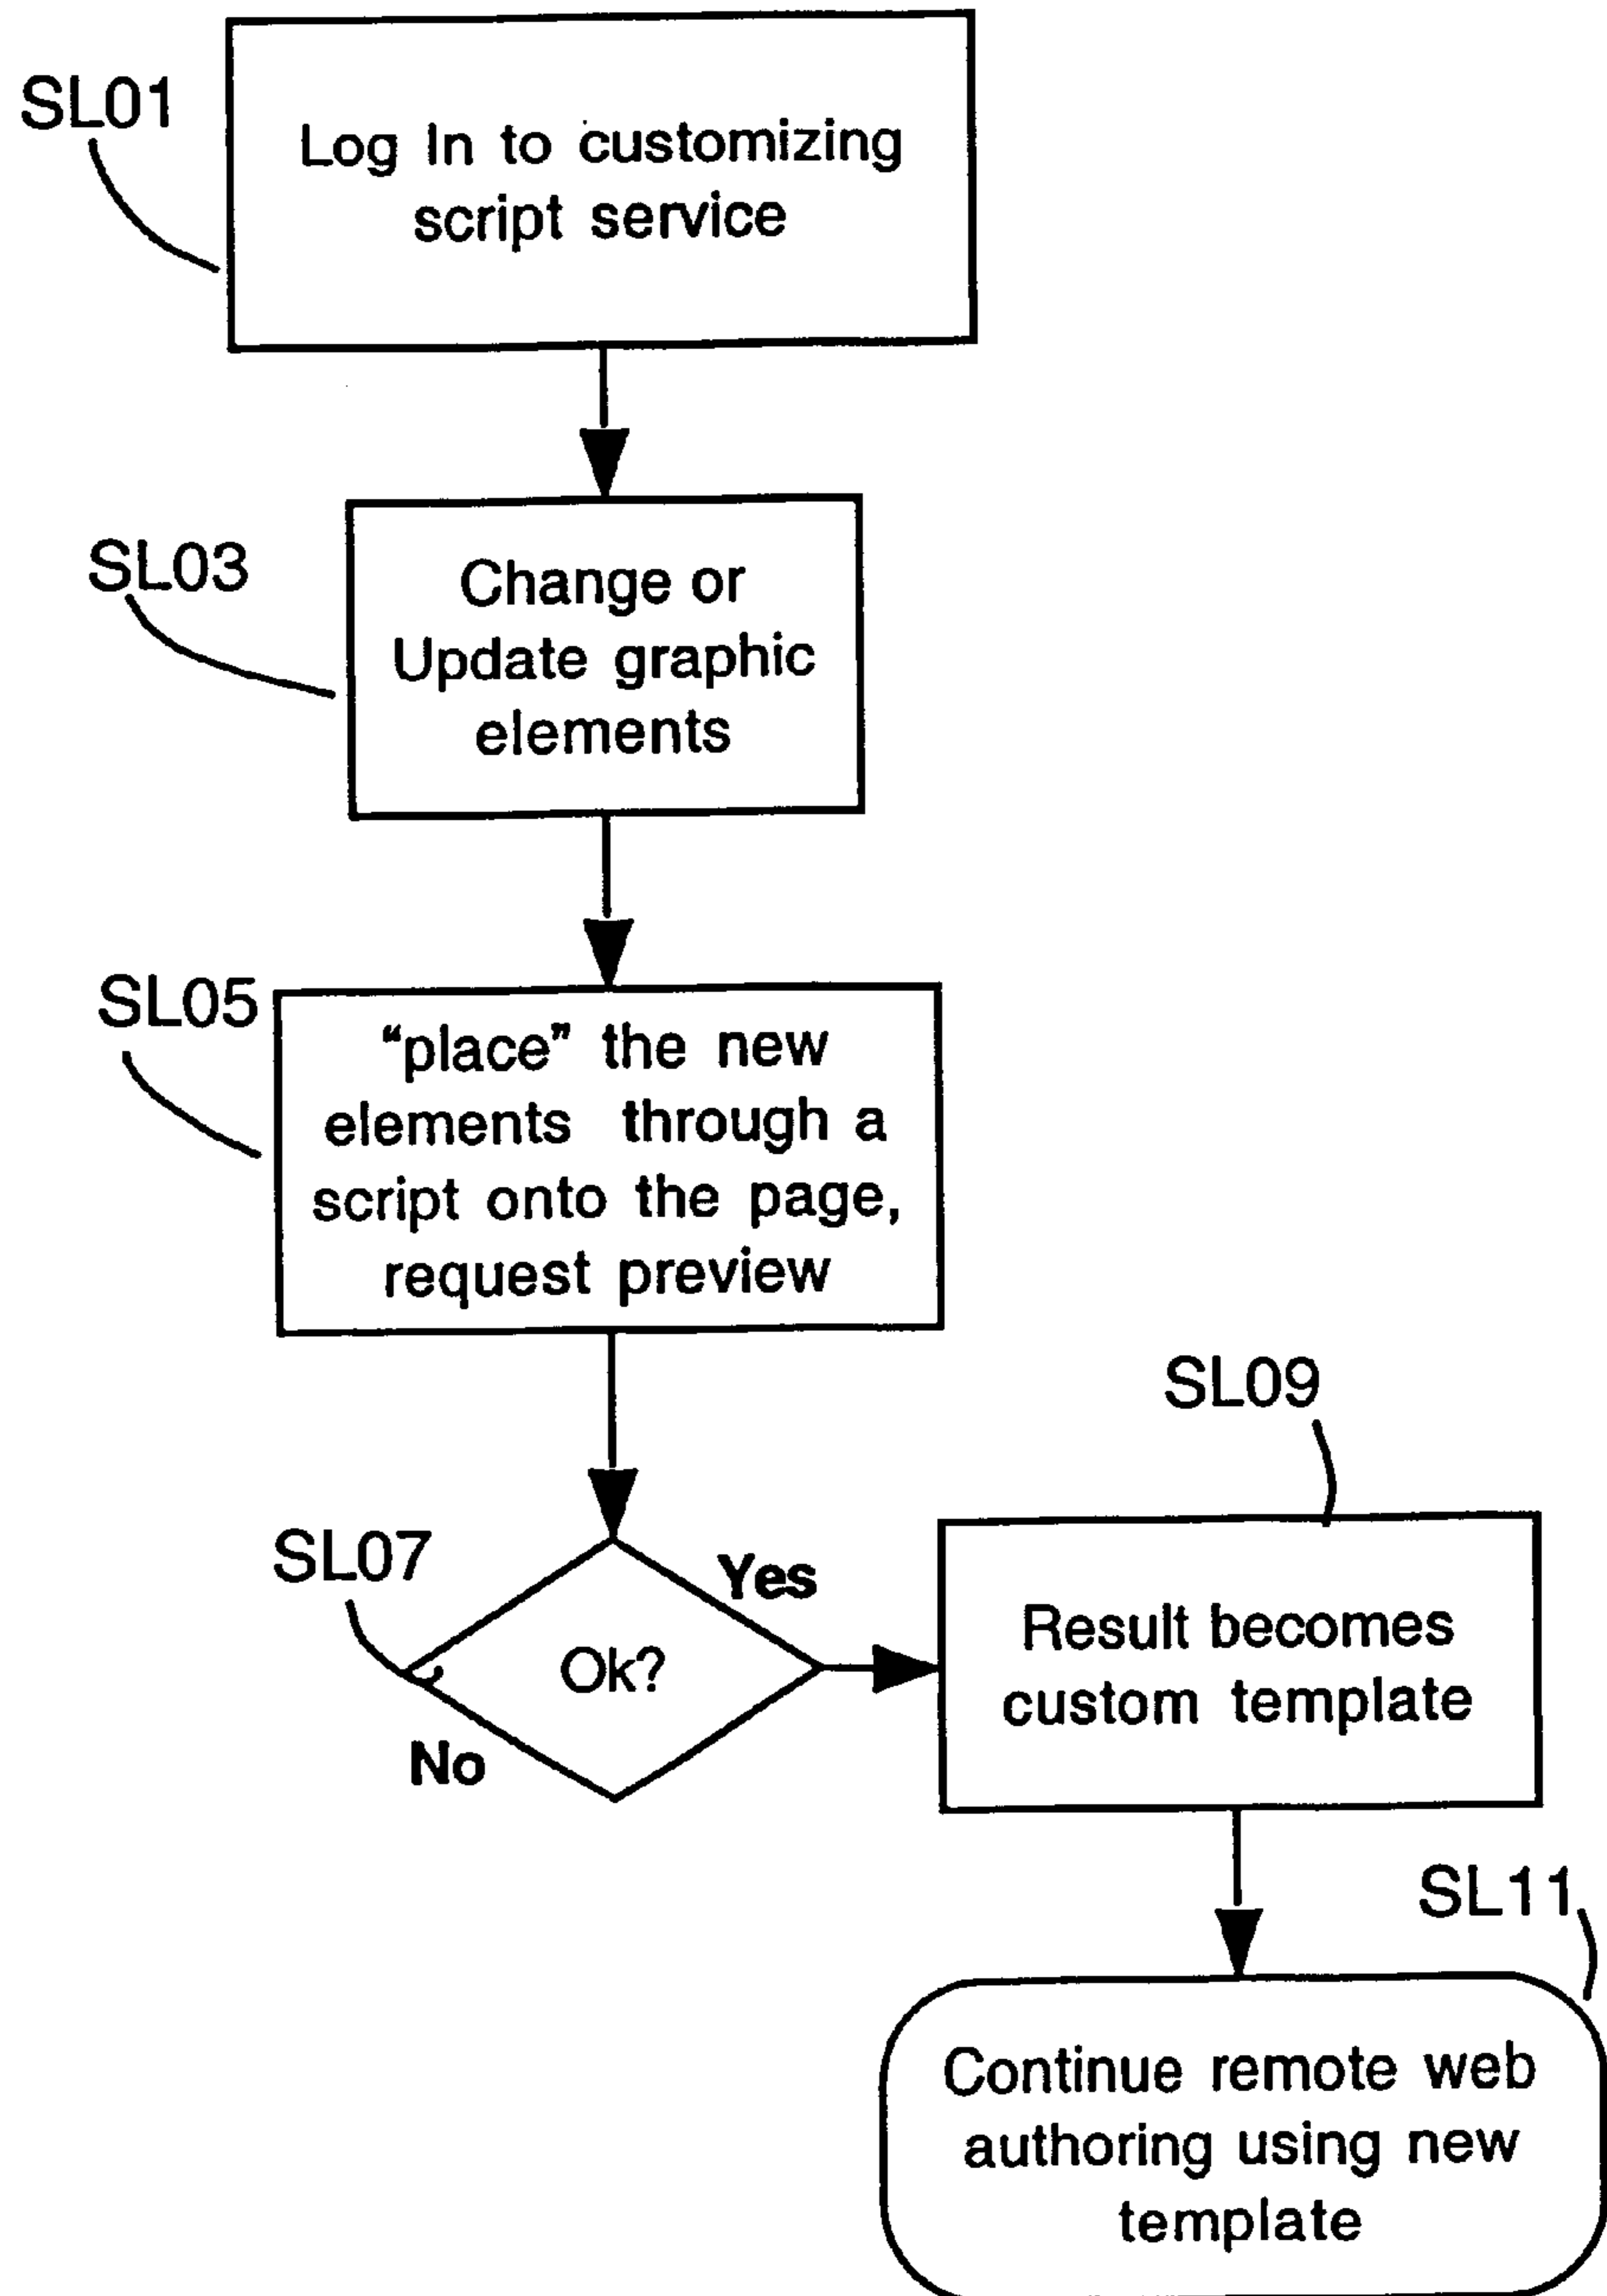 SL01
Log In to customizing
script service
SL03
Change or
Update graphic
elements
SL05
“place” the new
elements through a
script onto the page,
request preview
SL07
Ok?
Yes
No
SL09
Result becomes
custom template
SL11
Continue remote web
authoring using new
template